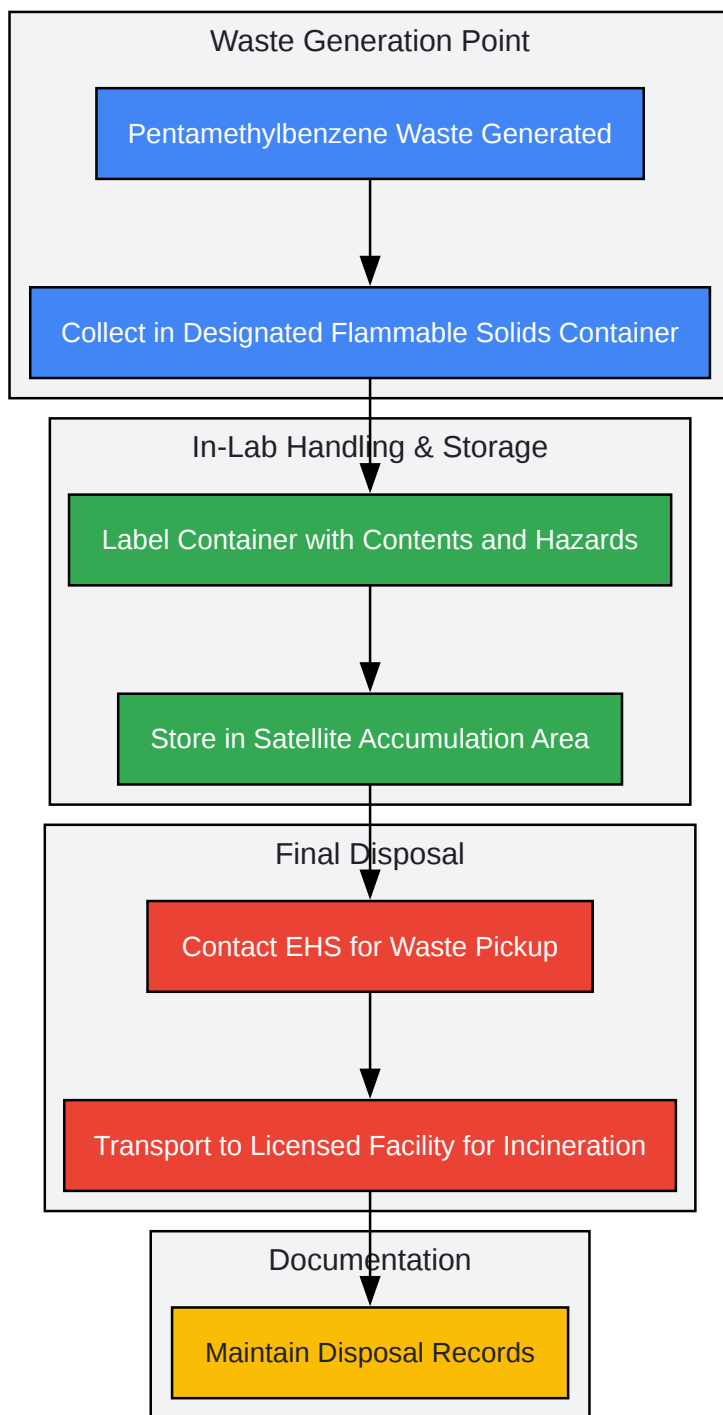 Waste Generation Point
Pentamethylbenzene Waste Generated
Collect in Designated Flammable Solids Container
In-Lab Handling & Storage
Label Container with Contents and Hazards
Store in Satellite Accumulation Area
Final Disposal
Contact EHS for Waste Pickup
Transport to Licensed Facility for Incineration
Documentation
Maintain Disposal Records